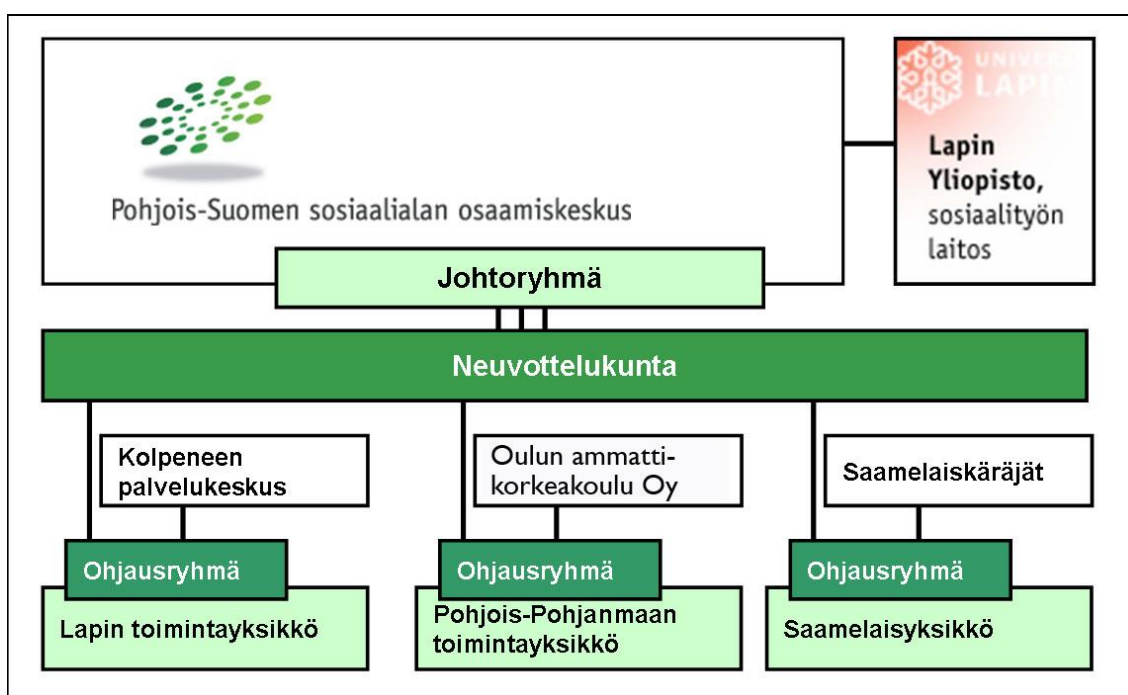 Pohjois-Suomen sosiaalialan osaamiskeskus
LAPIN
Lapin
Yliopisto,
sosiaalityön
laitos
Johtoryhmä
Neuvottelukunta
Kolpeneen
palvelukeskus
Oulun ammatti-
korkeakoulu Oy
Saamelaiskäräjät
Ohjausryhmä
Ohjausryhmä
Ohjausryhmä
Lapin toimintayksikkö
Pohjois-Pohjanmaan
toimintayksikkö
Saamelaisyksikkö